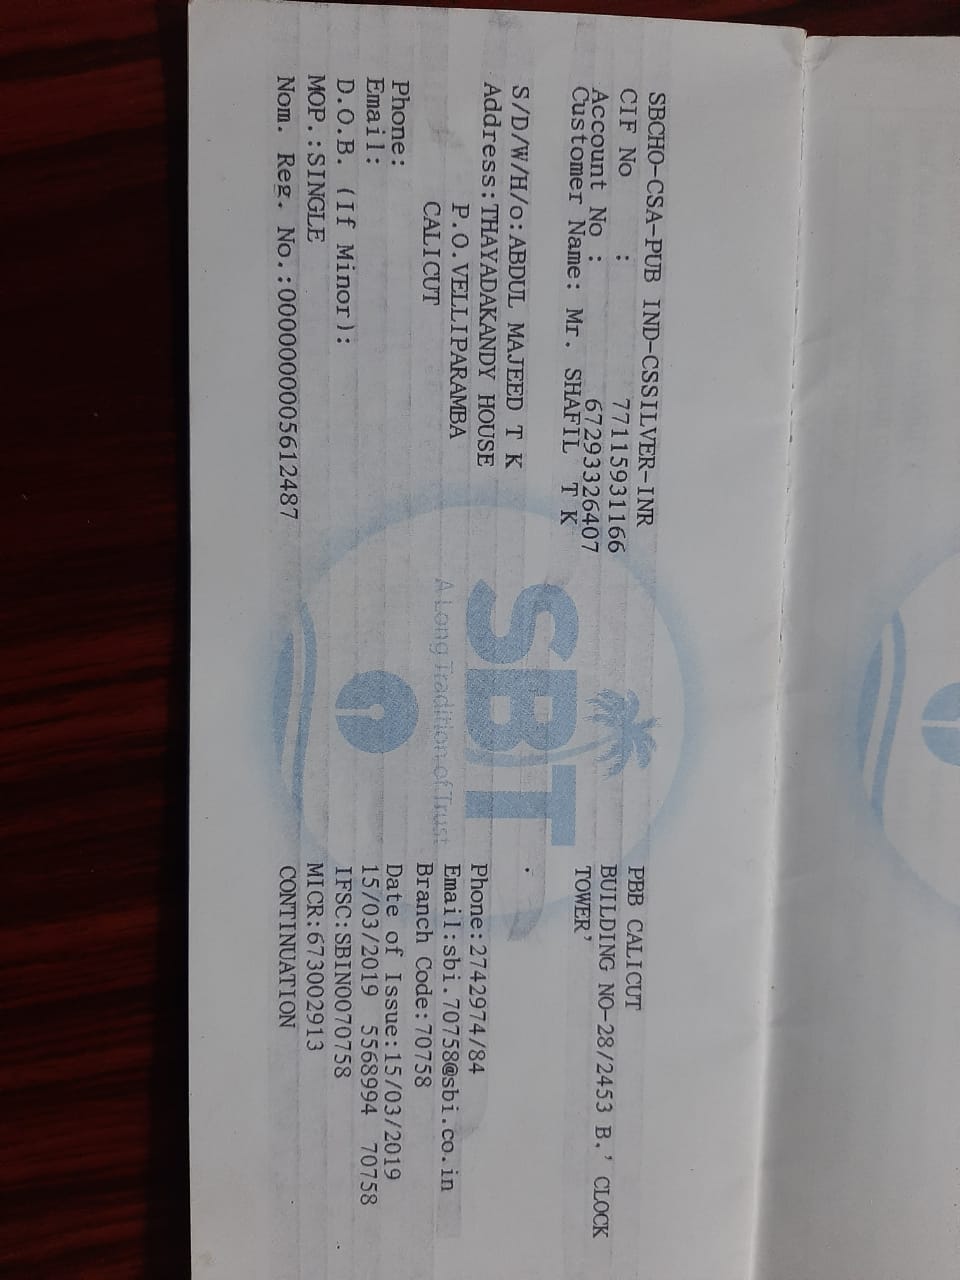 SBCHO-CSA-PUB IND-CSSILVER-INR
CIF No : 77115931166
Account No : 67293326407
Customer Name: Mr. SHAFIL T K
S/D/W/H/o:ABDUL MAJEED T K
Address:THAYADAKANDY HOUSE
P.O.VELLIPARAMBA
CALICUT
Phone:
Email:
D.O.B. (If Minor):
MOP.:SINGLE
Nom. Reg. No.:0000000005612487
SBT
A Long Tradition of Trust
PBB CALICUT
BUILDING NO-28/2453 B.' CLOCK
TOWER'
.
Phone:2742974/84
Email:sbi.70758@sbi.co.in
Branch Code:70758
Date of Issue:15/03/2019
15/03/2019 5568994 70758
IFSC:SBIN0070758
MICR:673002913
CONTINUATION